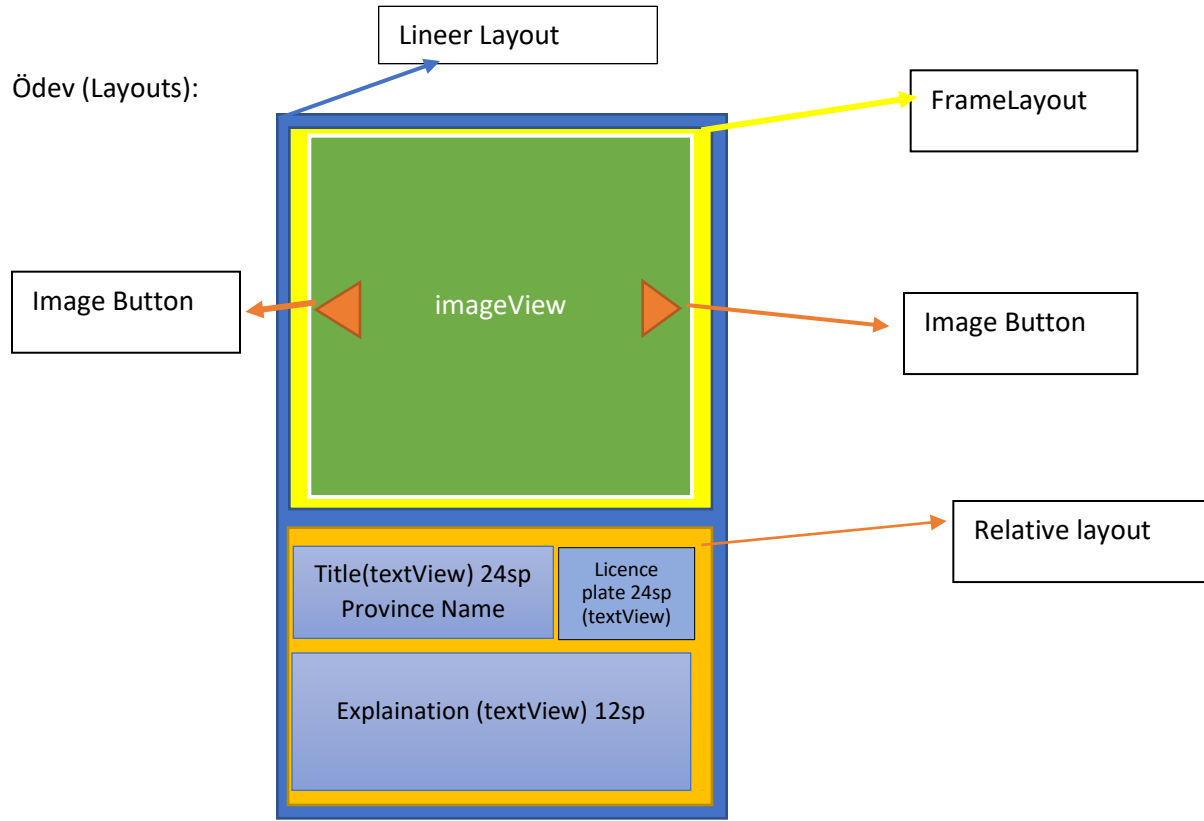 Lineer Layout
Ödev (Layouts):
FrameLayout
Image Button
imageView
Image Button
Relative layout
Title(textView) 24sp
Province Name
Licence
plate 24sp
(textView)
Explaination (textView) 12sp